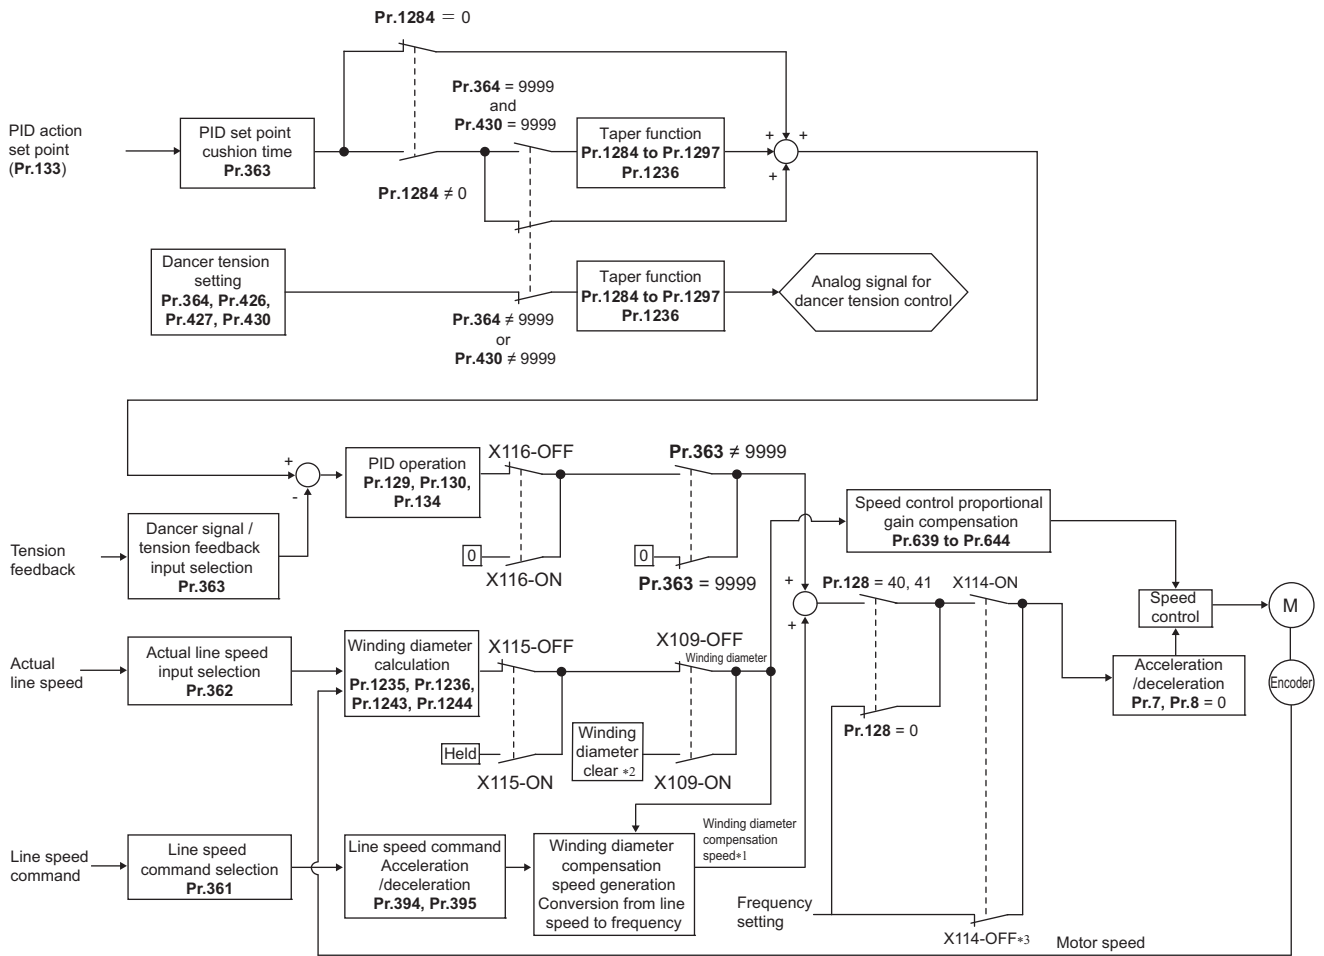 Pr.1284 = 0
Pr.364 = 9999
and
Pr.430 = 9999
PID action
set point
(Pr.133)
PID set point
cushion time
Pr.363
Pr.1284 ≠ 0
Taper function
Pr.1284 to Pr.1297
Pr.1236
+
+
+
Dancer tension
setting
Pr.364, Pr.426,
Pr.427, Pr.430
Pr.364 ≠ 9999
or
Pr.430 ≠ 9999
Taper function
Pr.1284 to Pr.1297
Pr.1236
Analog signal for
dancer tension control
+
-
PID operation
Pr.129, Pr.130,
Pr.134
X116-OFF
0
X116-ON
Pr.363 ≠ 9999
0
Pr.363 = 9999
Tension
feedback
Dancer signal /
tension feedback
input selection
Pr.363
Speed control proportional
gain compensation
Pr.639 to Pr.644
+
+
Pr.128 = 40, 41
X114-ON
Pr.128 = 0
Speed
control
M
Encoder
Acceleration
/deceleration
Pr.7, Pr.8 = 0
Actual
line speed
Actual line speed
input selection
Pr.362
Winding diameter
calculation
Pr.1235, Pr.1236,
Pr.1243, Pr.1244
X115-OFF
Held
X115-ON
X109-OFF
Winding diameter
Winding
diameter
clear *2
X109-ON
Line speed
command
Line speed
command selection
Pr.361
Line speed command
Acceleration
/deceleration
Pr.394, Pr.395
Winding diameter
compensation
speed generation
Conversion from line
speed to frequency
Winding diameter
compensation
speed*1
Frequency
setting
X114-OFF*3
Motor speed